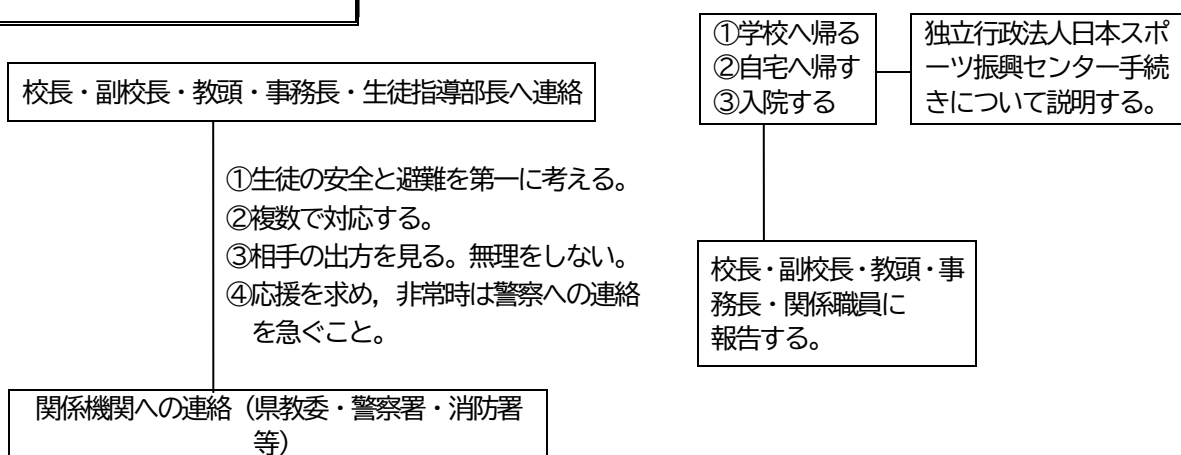 校長・副校長・教頭・事務長・生徒指導部長へ連絡
①生徒の安全と避難を第一に考える。
②複数で対応する。
③相手の出方を見る。無理をしない。
④応援を求め，非常時は警察への連絡
を急ぐこと。
関係機関への連絡（県教委・警察署・消防署
等）
①学校へ帰る
②自宅へ帰す
③入院する
独立行政法人日本スポ
ーツ振興センター手続
きについて説明する。
校長・副校長・教頭・事
務長・関係職員に
報告する。